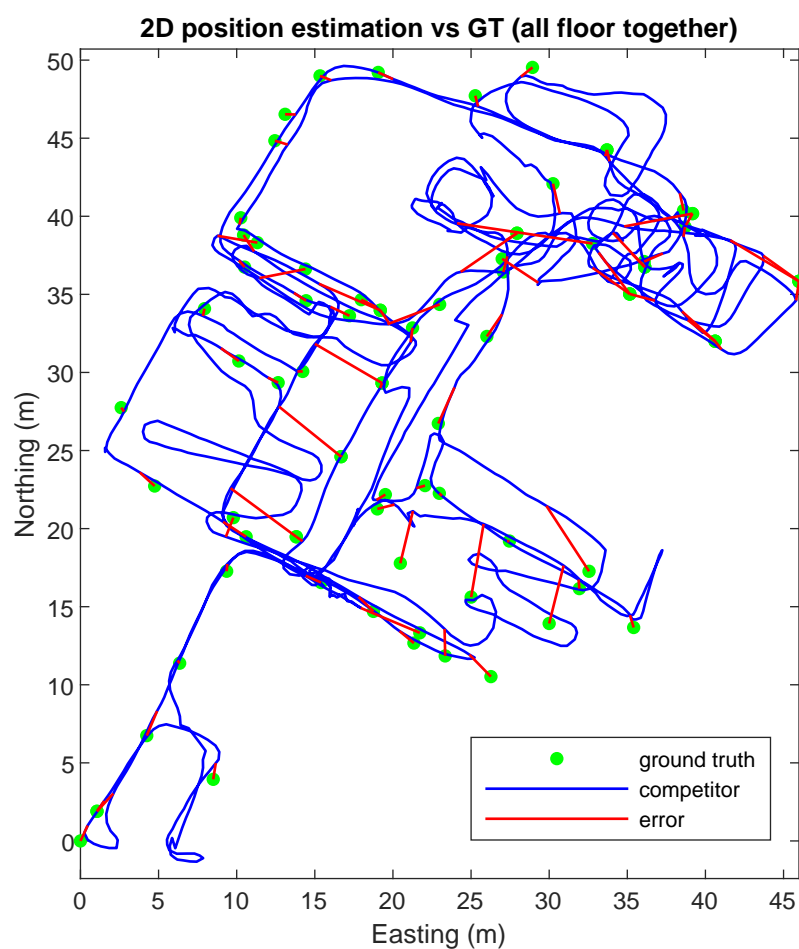 2D position estimation vs GT (all floor together)
50
45
40
35
30
25
20
15
10
5
0
Northing (m)
0 5 10 15 20 25 30 35 40 45
Easting (m)
ground truth
competitor
error